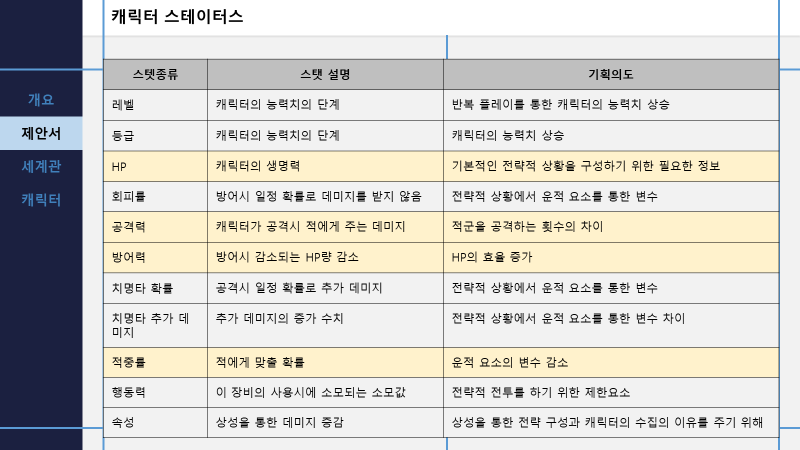 캐릭터 스테이터스
개요
제안서
세계관
캐릭터
스텟종류 스탯 설명 기획의도
레벨 캐릭터의 능력치의 단계 반복 플레이를 통한 캐릭터의 능력치 상승
등급 캐릭터의 능력치의 단계 캐릭터의 능력치 상승
HP 캐릭터의 생명력 기본적인 전략적 상황을 구성하기 위한 필요한 정보
회피률 방어시 일정 확률로 데미지를 받지 않음 전략적 상황에서 운적 요소를 통한 변수
공격력 캐릭터가 공격시 적에게 주는 데미지 적군을 공격하는 횟수의 차이
방어력 방어시 감소되는 HP량 감소 HP의 효율 증가
치명타 확률 공격시 일정 확률로 추가 데미지 전략적 상황에서 운적 요소를 통한 변수
치명타 추가 데 추가 데미지의 증가 수치 전략적 상황에서 운적 요소를 통한 변수 차이
미지
적중률 적에게 맞출 확률 운적 요소의 변수 감소
행동력 이 장비의 사용시에 소모되는 소모값 전략적 전투를 하기 위한 제한요소
속성 상성을 통한 데미지 증감 상성을 통한 전략 구성과 캐릭터의 수집의 이유를 주기 위해